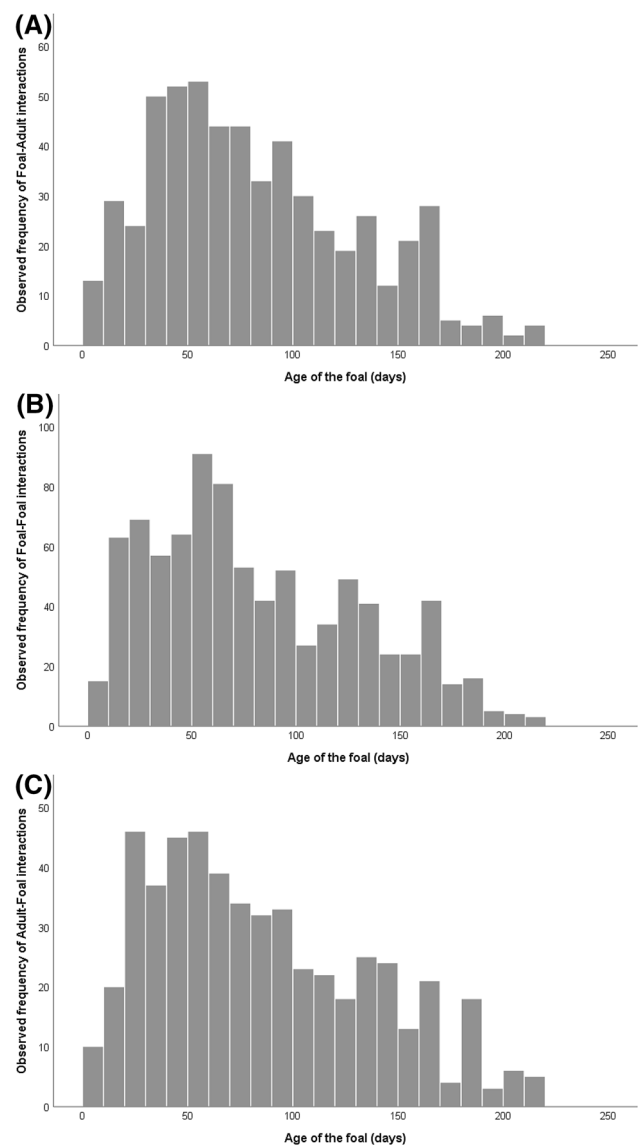 (A)
Observed frequency of Foal-Adult interactions
60
50
40
30
20
10
0
0 50 100 150 200 250
Age of the foal (days)
(B)
Observed frequency of Foal-Foal interactions
100
80
60
40
20
0
0 50 100 150 200 250
Age of the foal (days)
(C)
Observed frequency of Adult-Foal interactions
50
40
30
20
10
0
0 50 100 150 200 250
Age of the foal (days)